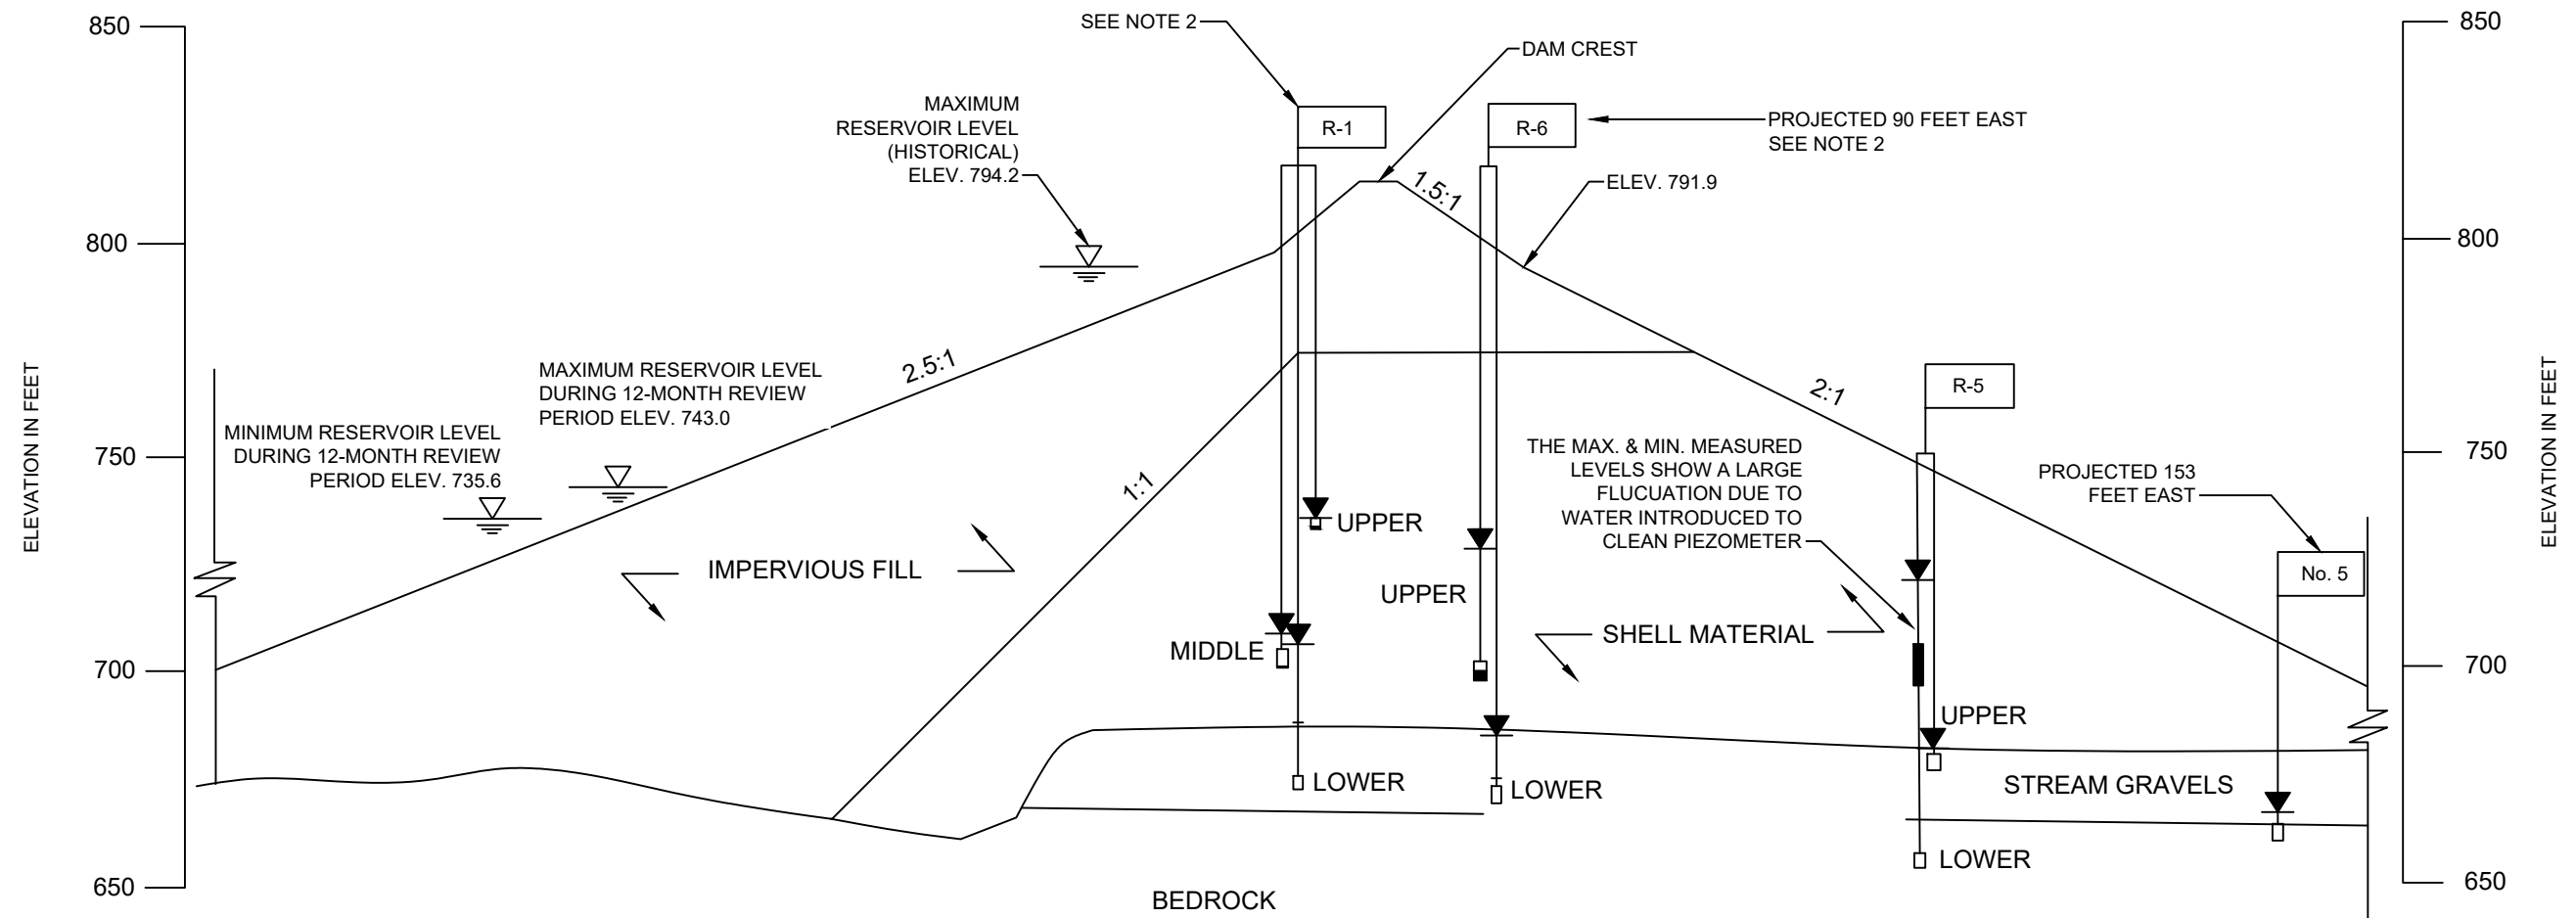 850
SEE NOTE 2
DAM CREST
850
MAXIMUM
RESERVOIR LEVEL
(HISTORICAL)
ELEV. 794.2
R-1
R-6
PROJECTED 90 FEET EAST
SEE NOTE 2
1.5:1
ELEV. 791.9
800
800
ELEVATION IN FEET
2.5:1
MAXIMUM RESERVOIR LEVEL
DURING 12-MONTH REVIEW
PERIOD ELEV. 743.0
2:1
R-5
ELEVATION IN FEET
MINIMUM RESERVOIR LEVEL
DURING 12-MONTH REVIEW
PERIOD ELEV. 735.6
750
THE MAX. & MIN. MEASURED
LEVELS SHOW A LARGE
FLUCUATION DUE TO
WATER INTRODUCED TO
CLEAN PIEZOMETER
PROJECTED 153
FEET EAST
750
1:1
UPPER
IMPERVIOUS FILL
UPPER
No. 5
SHELL MATERIAL
MIDDLE
700
700
UPPER
LOWER
LOWER
STREAM GRAVELS
LOWER
650
BEDROCK
650